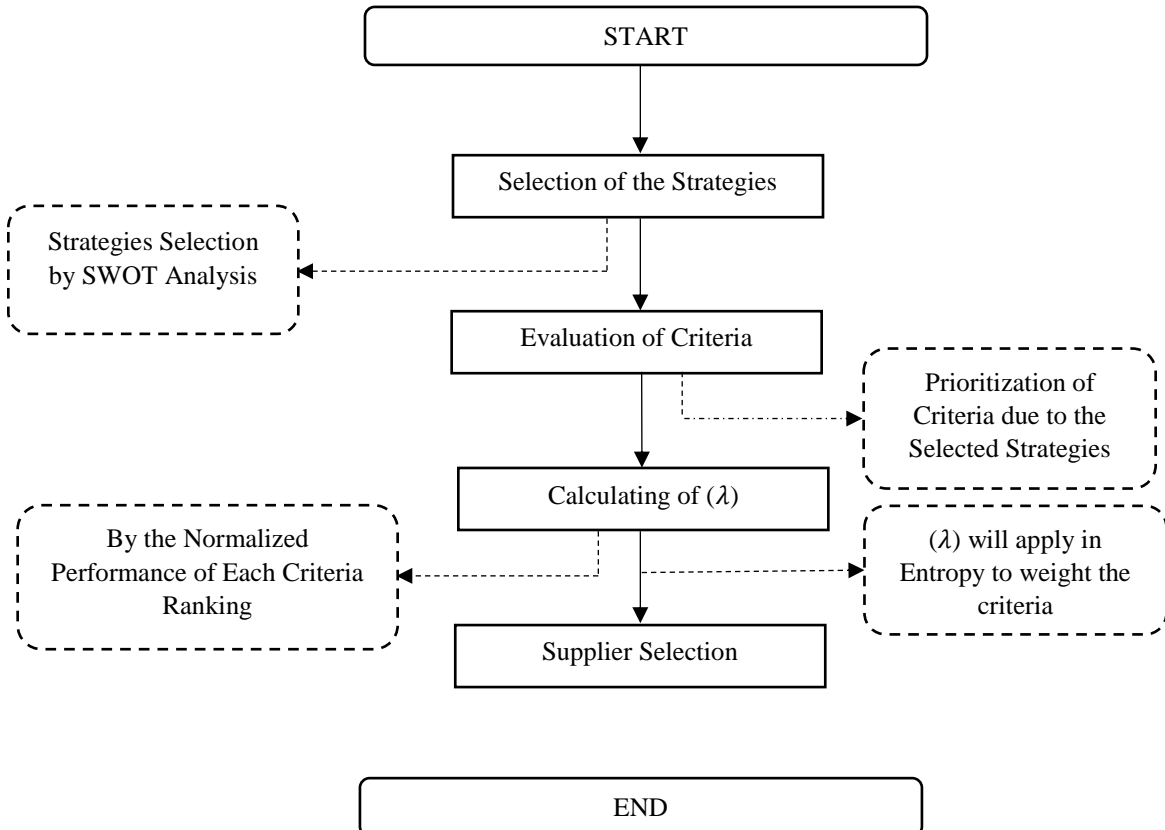 START
Selection of the Strategies
Strategies Selection
by SWOT Analysis
Evaluation of Criteria
Prioritization of
Criteria due to the
Selected Strategies
Calculating of (λ)
By the Normalized
Performance of Each Criteria
Ranking
(λ) will apply in
Entropy to weight the
criteria
Supplier Selection
END